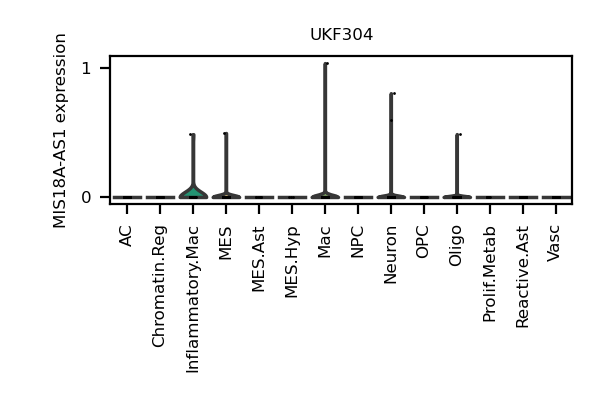 UKF304
MIS18A-AS1 expression
1
0
AC
Chromatin.Reg
Inflammatory.Mac
MES
MES.Ast
MES.Hyp
Mac
NPC
Neuron
OPC
Oligo
Prolif.Metab
Reactive.Ast
Vasc